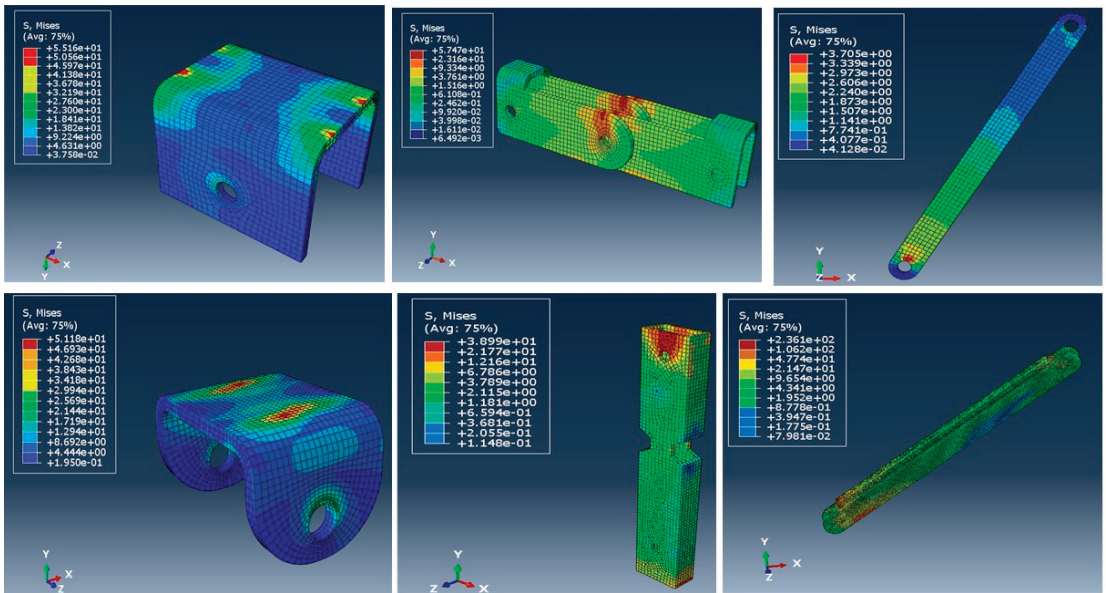 S, Mises
(Avg: 75%)
+5.516e+01
+5.056e+01
+4.597e+01
+4.138e+01
+3.678e+01
+3.219e+01
+2.760e+01
+2.300e+01
+1.841e+01
+1.382e+01
+9.224e+00
+4.631e+00
+3.758e-02
Z
X
Y
S, Mises
(Avg: 75%)
+5.747e+01
+2.316e+01
+9.334e+00
+3.761e+00
+1.516e+00
+6.108e-01
+2.462e-01
+9.920e-02
+3.998e-02
+1.611e-02
+6.492e-03
Y
Z
X
S, Mises
(Avg: 75%)
+3.705e+00
+3.339e+00
+2.973e+00
+2.606e+00
+2.240e+00
+1.873e+00
+1.507e+00
+1.141e+00
+7.741e-01
+4.077e-01
+4.128e-02
Y
Z
X
S, Mises
(Avg: 75%)
+5.118e+01
+4.693e+01
+4.268e+01
+3.843e+01
+3.418e+01
+2.994e+01
+2.569e+01
+2.144e+01
+1.719e+01
+1.294e+01
+8.692e+00
+4.444e+00
+1.950e-01
Y
X
Z
S, Mises
(Avg: 75%)
+3.899e+01
+2.177e+01
+1.216e+01
+6.786e+00
+3.789e+00
+2.115e+00
+1.181e+00
+6.594e-01
+3.681e-01
+2.055e-01
+1.148e-01
Y
X
Z
S, Mises
(Avg: 75%)
+2.361e+02
+1.062e+02
+4.774e+01
+2.147e+01
+9.654e+00
+4.341e+00
+1.952e+00
+8.778e-01
+3.947e-01
+1.775e-01
+7.981e-02
Y
X
Z